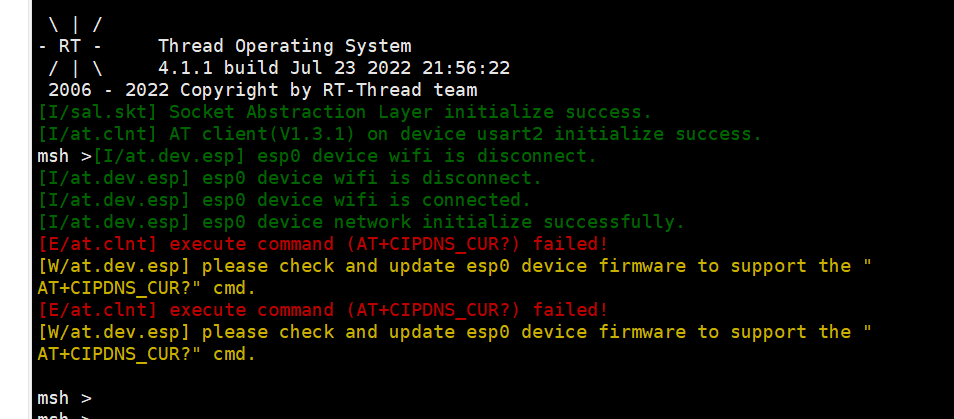 \ | /
- RT -     Thread Operating System
/ | \     4.1.1 build Jul 23 2022 21:56:22
2006 - 2022 Copyright by RT-Thread team
[I/sal.skt] Socket Abstraction Layer initialize success.
[I/at.clnt] AT client(V1.3.1) on device usart2 initialize success.
msh >[I/at.dev.esp] esp0 device wifi is disconnect.
[I/at.dev.esp] esp0 device wifi is disconnect.
[I/at.dev.esp] esp0 device wifi is connected.
[I/at.dev.esp] esp0 device network initialize successfully.
[E/at.clnt] execute command (AT+CIPDNS_CUR?) failed!
[W/at.dev.esp] please check and update esp0 device firmware to support the "
AT+CIPDNS_CUR?" cmd.
[E/at.clnt] execute command (AT+CIPDNS_CUR?) failed!
[W/at.dev.esp] please check and update esp0 device firmware to support the "
AT+CIPDNS_CUR?" cmd.
msh >
msh >